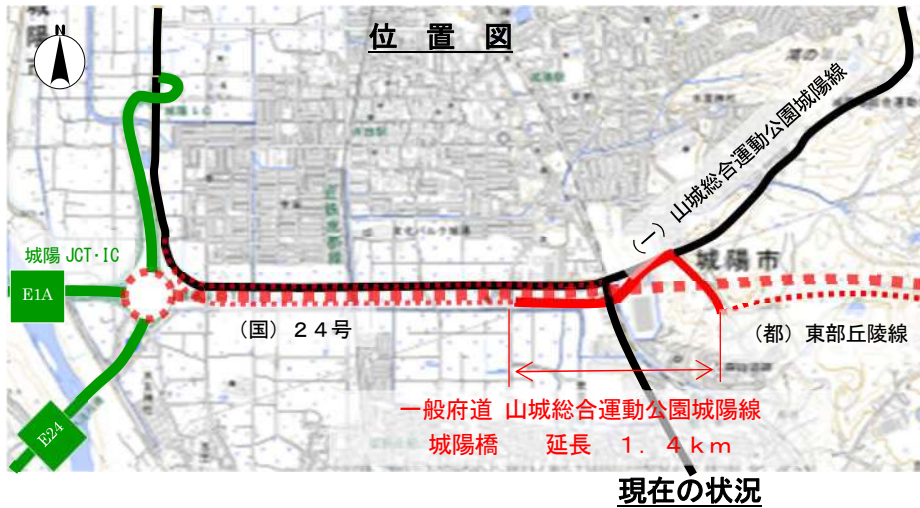 位 置 図
N
城陽 JCT・IC
E1A
E24
(国)24号
(一)山城総合運動公園城陽線
城陽市
(都)東部丘陵線
一般府道 山城総合運動公園城陽線
城陽橋 延長 1.4km
現在の状況